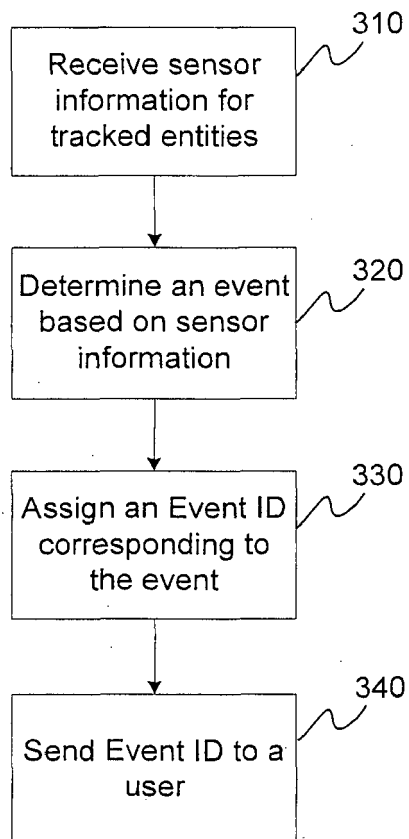 310
Receive sensor
information for
tracked entities
320
Determine an event
based on sensor
information
330
Assign an Event ID
corresponding to
the event
340
Send Event ID to a
user